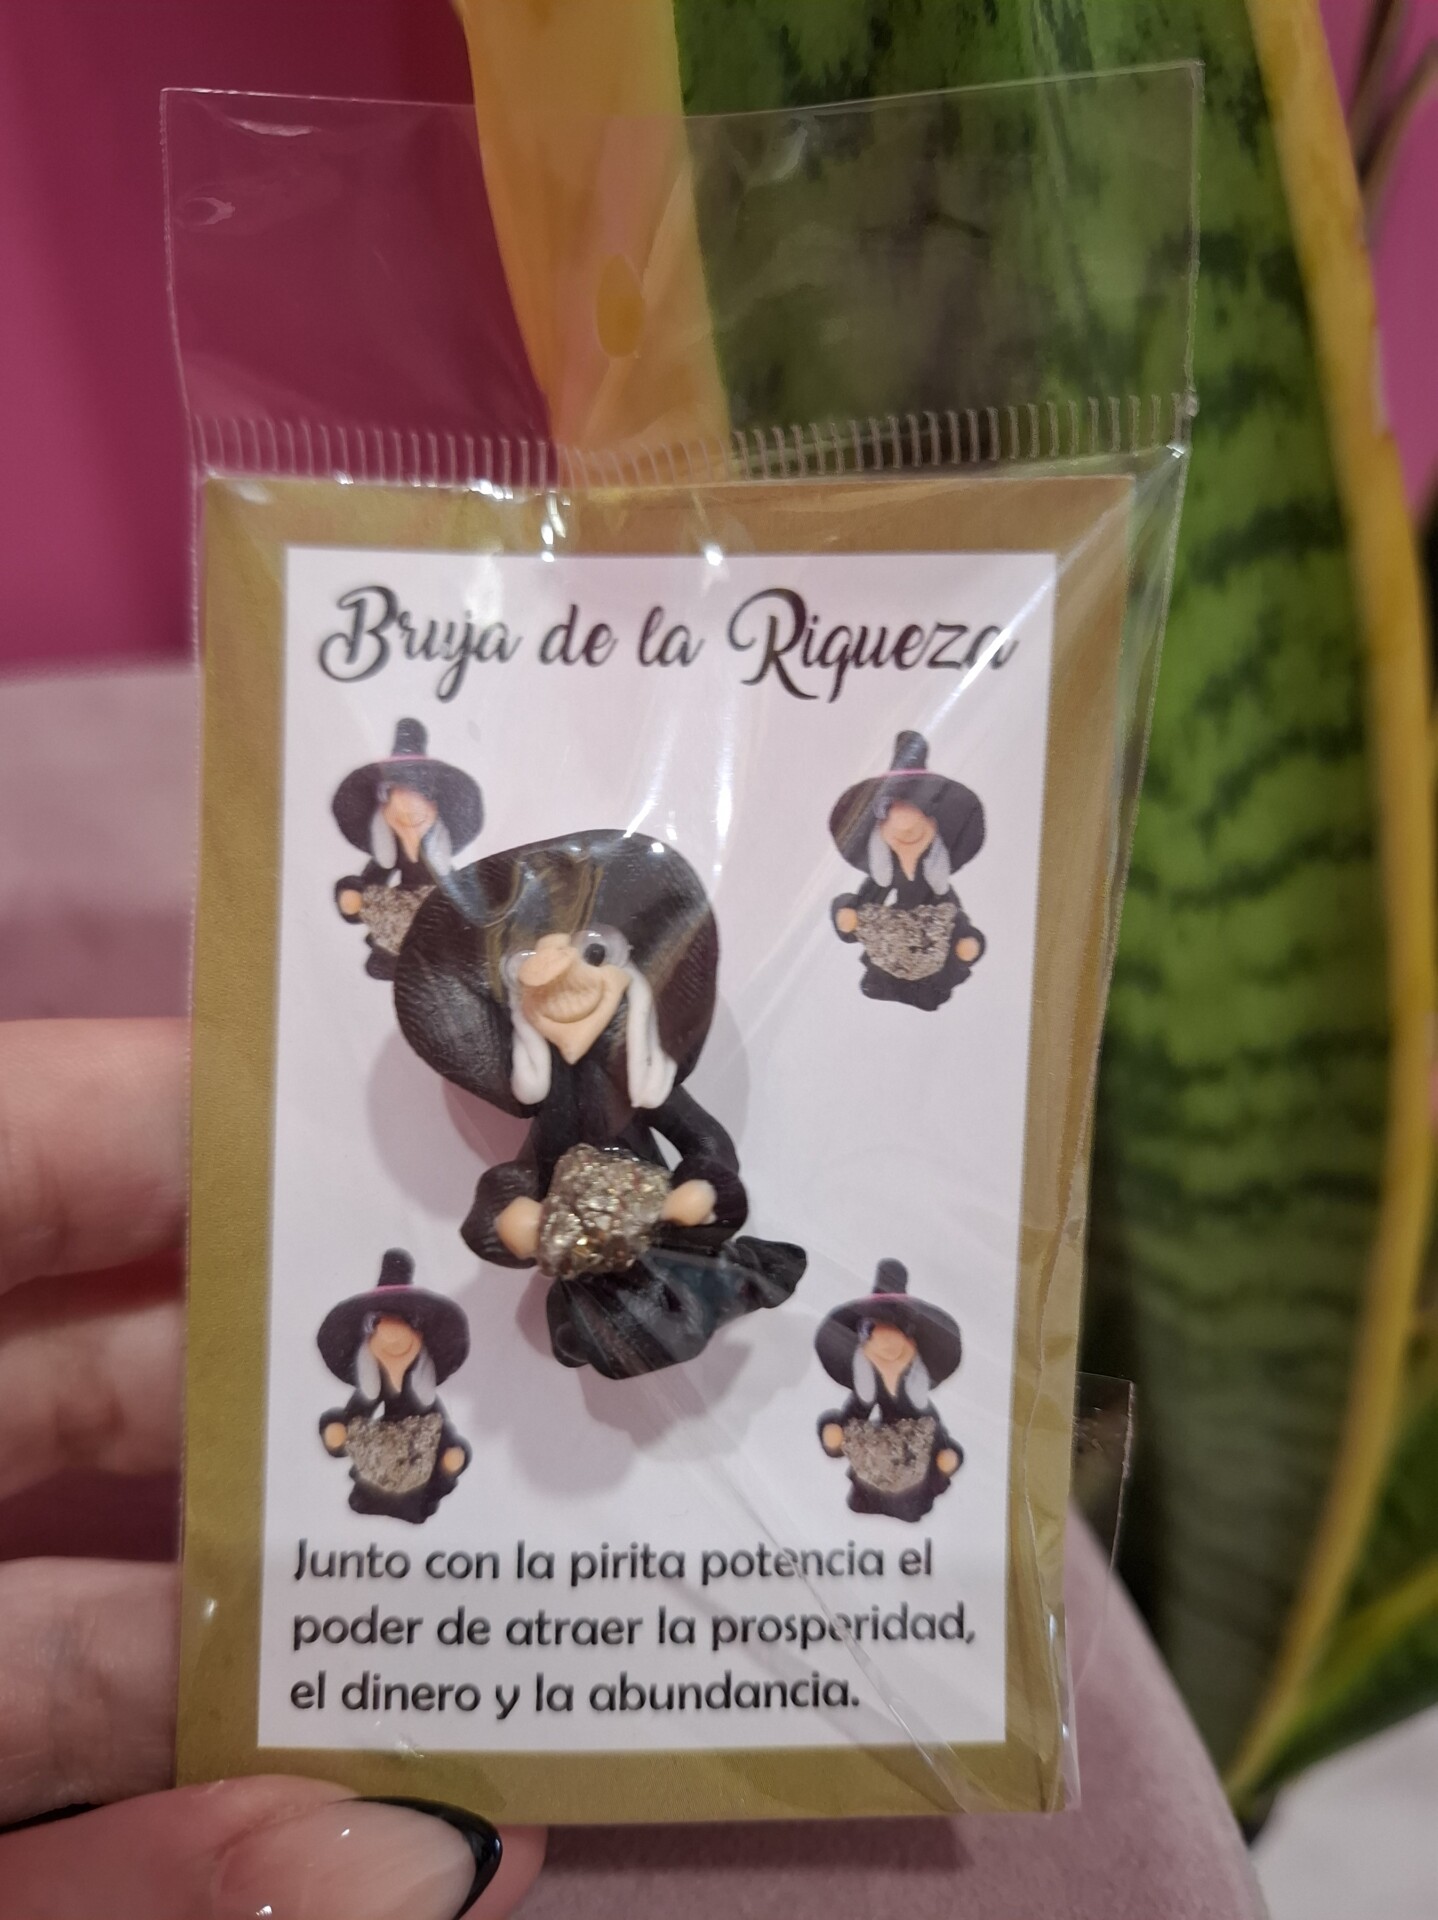 Bruja de la Riqueza
Junto con la pirita potencia el
poder de atraer la prosperidad,
el dinero y la abundancia.